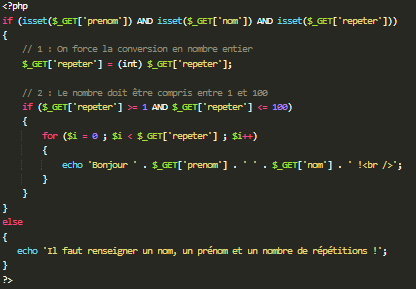 <?php
if (isset($_GET['prenom']) AND isset($_GET['nom']) AND isset($_GET['repeter']))
{
// 1 : On force la conversion en nombre entier
$_GET['repeter'] = (int) $_GET['repeter'];
// 2 : Le nombre doit être compris entre 1 et 100
if ($_GET['repeter'] >= 1 AND $_GET['repeter'] <= 100)
{
for ($i = 0 ; $i < $_GET['repeter'] ; $i++)
{
echo 'Bonjour ' . $_GET['prenom'] . ' ' . $_GET['nom'] . ' !<br />';
}
}
}
else
{
echo 'Il faut renseigner un nom, un prénom et un nombre de répétitions !';
}
?>